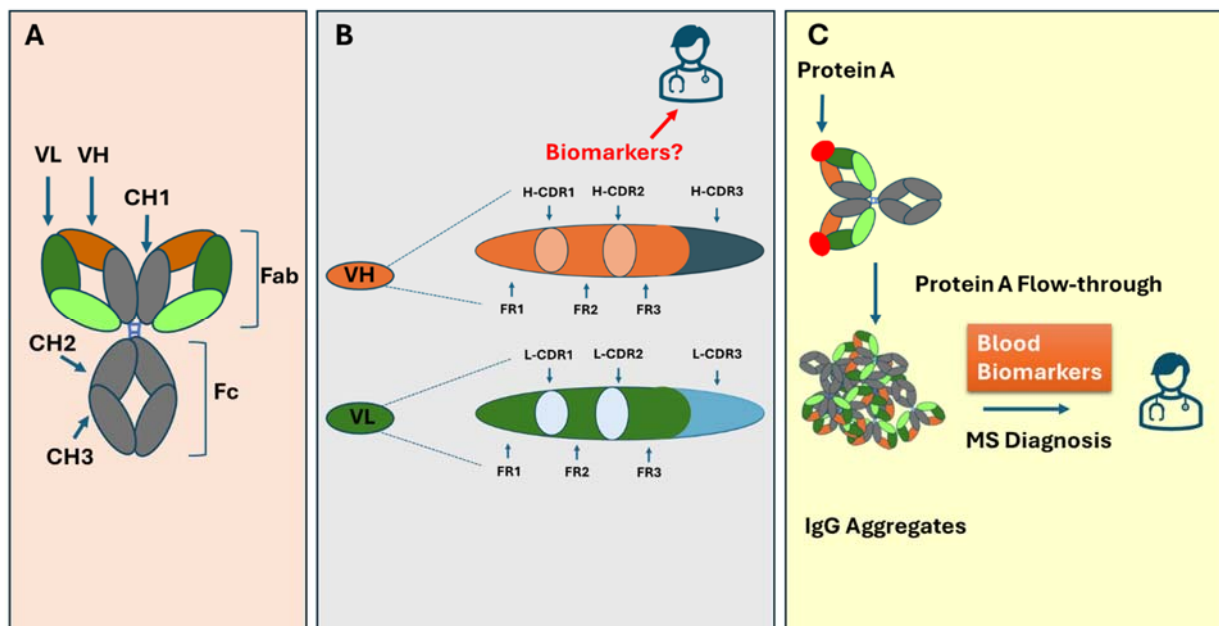 A
VL VH
CH1
Fab
CH2
Fc
CH3
B
Biomarkers?
H-CDR1 H-CDR2 H-CDR3
VH
FR1 FR2 FR3
L-CDR1 L-CDR2 L-CDR3
VL
FR1 FR2 FR3
C
Protein A
Protein A Flow-through
Blood
Biomarkers
MS Diagnosis
IgG Aggregates